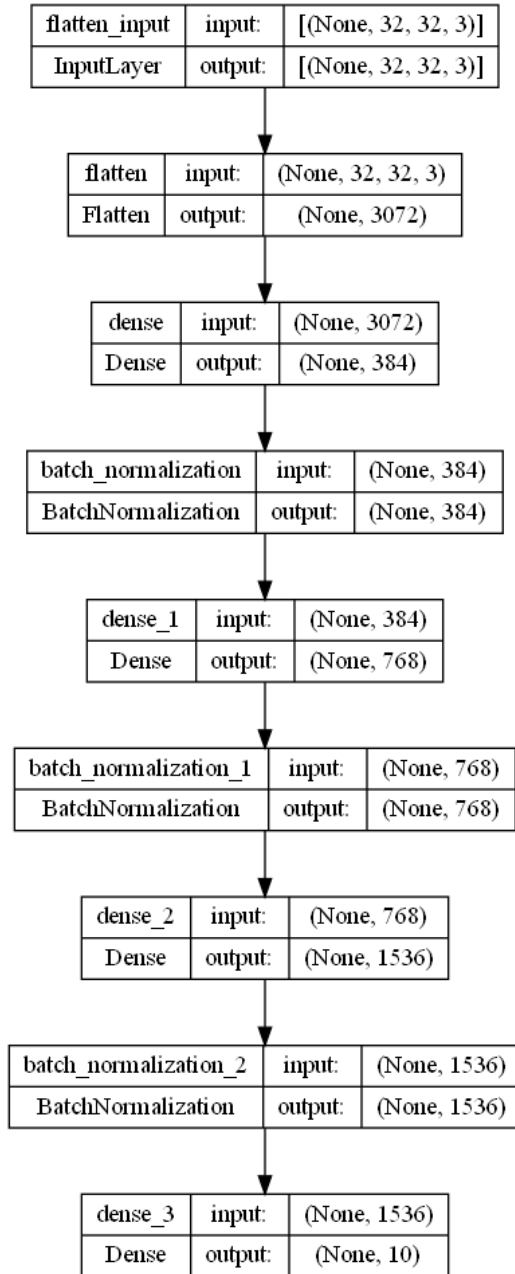 flatten_input input: [(None, 32, 32, 3)]
InputLayer output: [(None, 32, 32, 3)]
flatten input: (None, 32, 32, 3)
Flatten output: (None, 3072)
dense input: (None, 3072)
Dense output: (None, 384)
batch_normalization input: (None, 384)
BatchNormalization output: (None, 384)
dense_1 input: (None, 384)
Dense output: (None, 768)
batch_normalization_1 input: (None, 768)
BatchNormalization output: (None, 768)
dense_2 input: (None, 768)
Dense output: (None, 1536)
batch_normalization_2 input: (None, 1536)
BatchNormalization output: (None, 1536)
dense_3 input: (None, 1536)
Dense output: (None, 10)